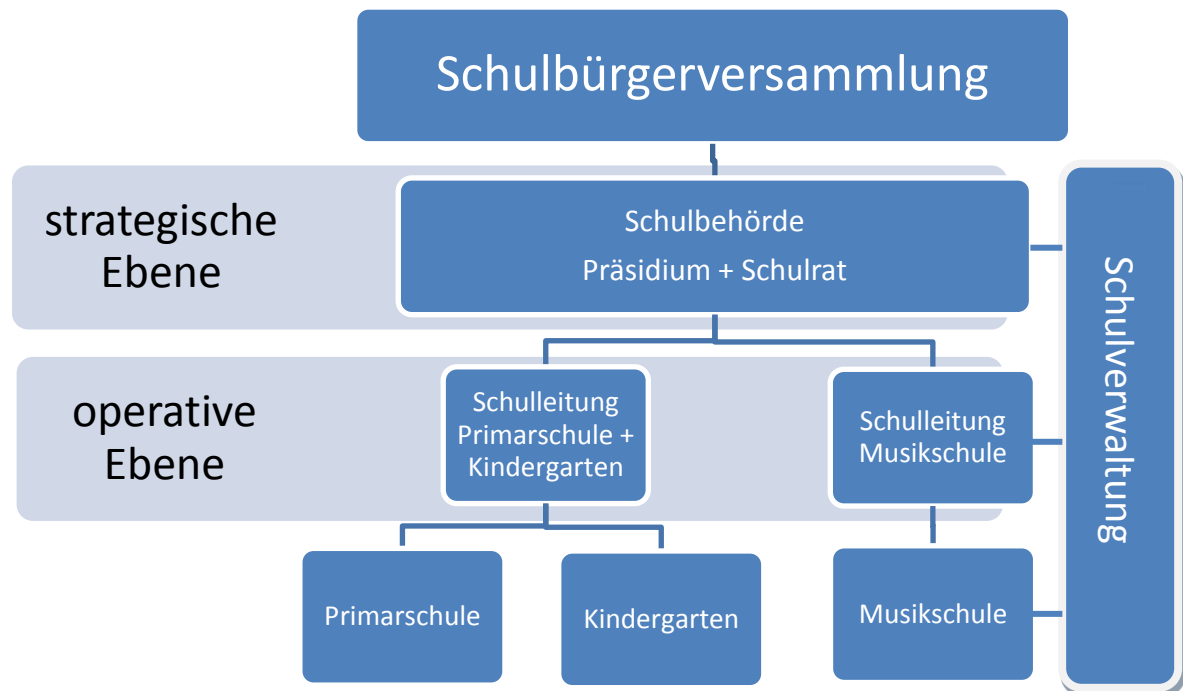 Schulbürgerversammlung
strategische
Ebene
Schulbehörde
Präsidium + Schulrat
Schulverwaltung
operative
Ebene
Schulleitung
Primarschule +
Kindergarten
Schulleitung
Musikschule
Primarschule
Kindergarten
Musikschule